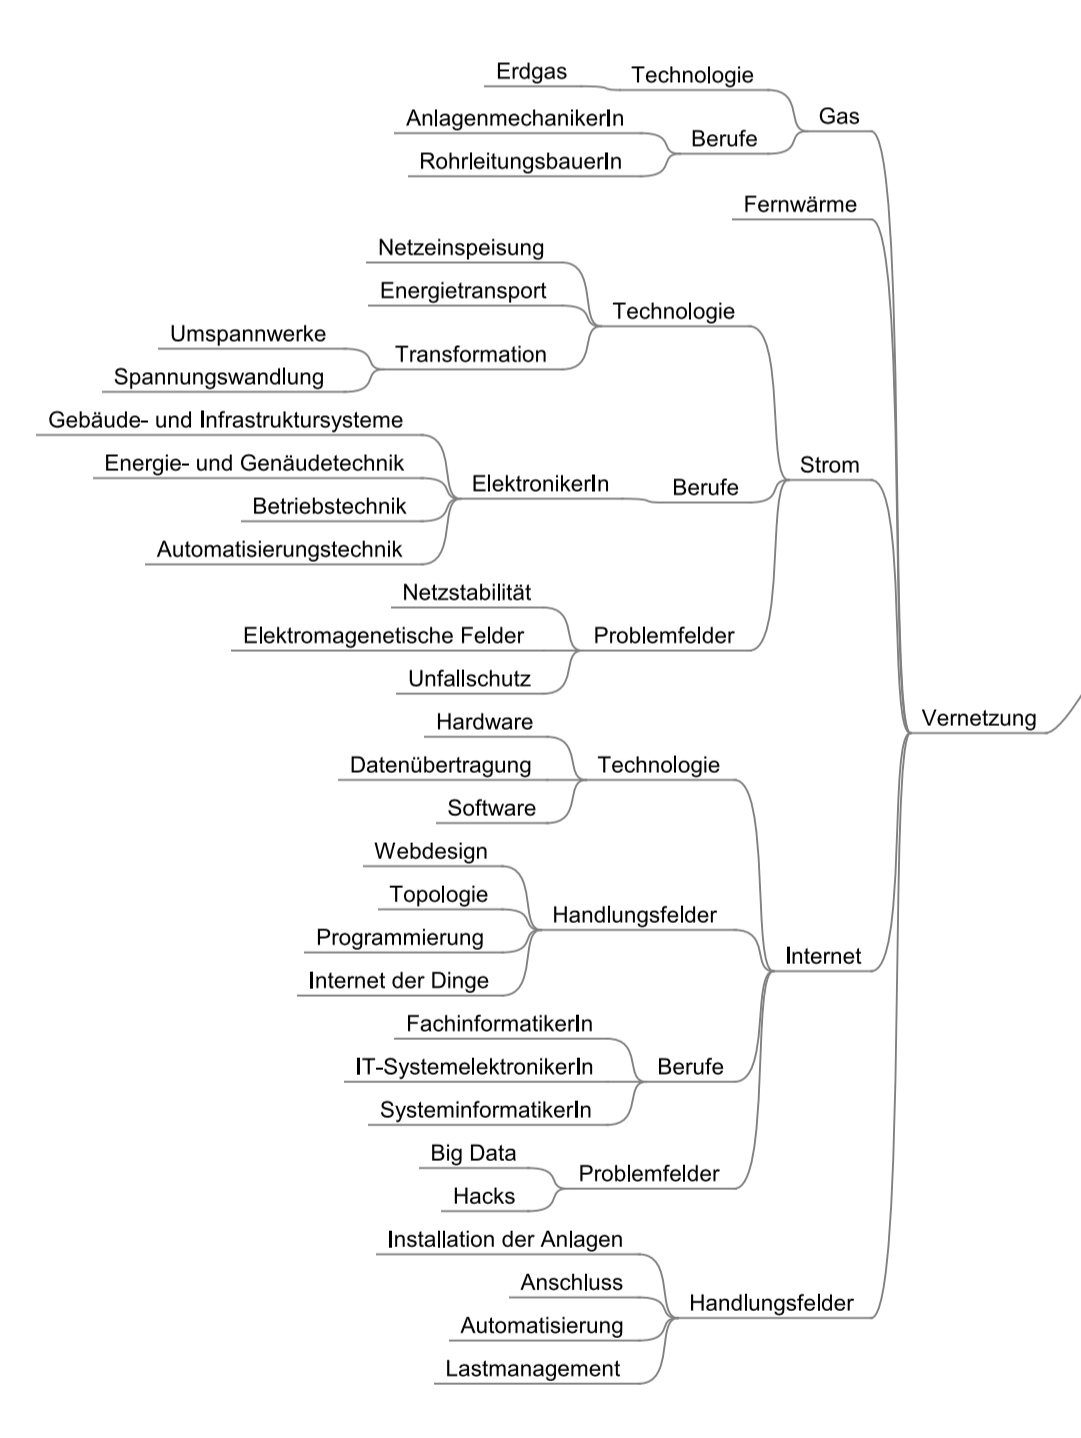 Erdgas
Technologie
Gas
AnlagenmechanikerIn
Berufe
RohrleitungsbauerIn
Fernwärme
Netzeinspeisung
Energietransport
Technologie
Umspannwerke
Transformation
Spannungswandlung
Gebäude- und Infrastruktursysteme
Energie- und Genäudetechnik
Strom
ElektronikerIn
Berufe
Betriebstechnik
Automatisierungstechnik
Netzstabilität
Elektromagenetische Felder
Problemfelder
Unfallschutz
Vernetzung
Hardware
Datenübertragung
Technologie
Software
Webdesign
Topologie
Handlungsfelder
Programmierung
Internet
Internet der Dinge
FachinformatikerIn
IT-SystemelektronikerIn
Berufe
SysteminformatikerIn
Big Data
Problemfelder
Hacks
Installation der Anlagen
Anschluss
Handlungsfelder
Automatisierung
Lastmanagement